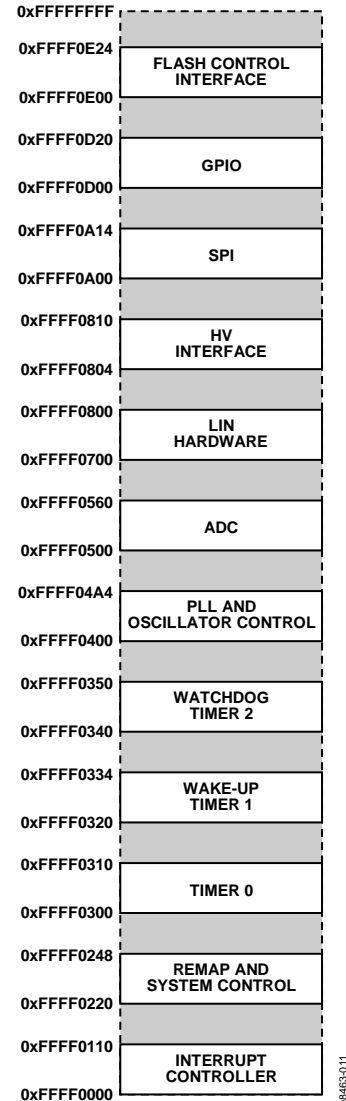 0xFFFFFFFF
0xFFFF0E24
FLASH CONTROL
INTERFACE
0xFFFF0E00
0xFFFF0D20
GPIO
0xFFFF0D00
0xFFFF0A14
SPI
0xFFFF0A00
0xFFFF0810
HV
INTERFACE
0xFFFF0804
0xFFFF0800
LIN
HARDWARE
0xFFFF0700
0xFFFF0560
ADC
0xFFFF0500
0xFFFF04A4
PLL AND
OSCILLATOR CONTROL
0xFFFF0400
0xFFFF0350
WATCHDOG
TIMER 2
0xFFFF0340
0xFFFF0334
WAKE-UP
TIMER 1
0xFFFF0320
0xFFFF0310
TIMER 0
0xFFFF0300
0xFFFF0248
REMAP AND
SYSTEM CONTROL
0xFFFF0220
0xFFFF0110
INTERRUPT
CONTROLLER
0xFFFF0000